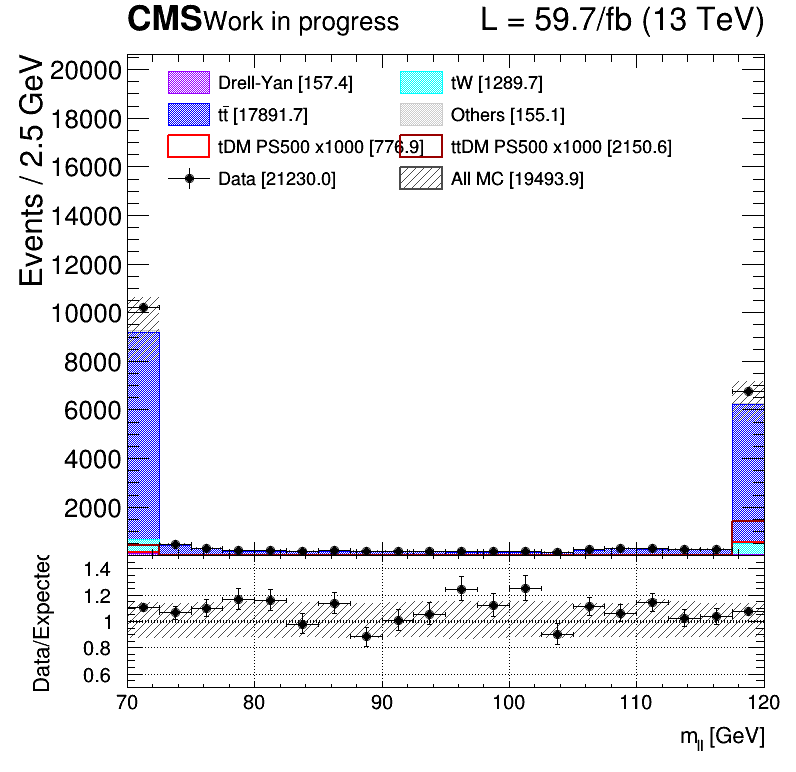 CMS Work in progress L = 59.7/fb (13 TeV)
Events / 2.5 GeV
20000
18000
16000
14000
12000
10000
8000
6000
4000
2000
Drell-Yan [157.4] tW [1289.7]
tt̄ [17891.7] Others [155.1]
tDM PS500 x1000 [776.9] ttDM PS500 x1000 [2150.6]
Data [21230.0] All MC [19493.9]
Data/Expected
1.4
1.2
1
0.8
0.6
70 80 90 100 110 120
m_ll [GeV]